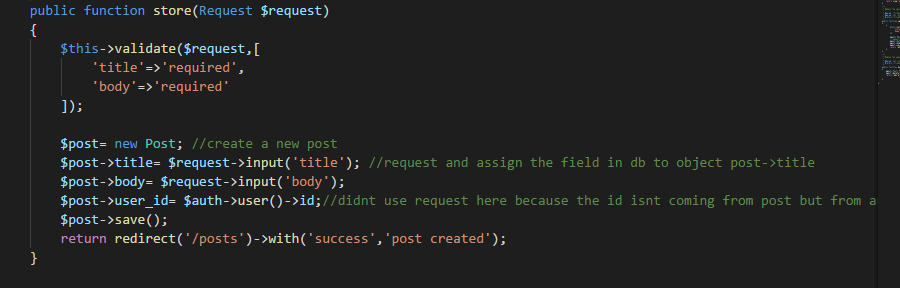 public function store(Request $request)
{
    $this->validate($request,[
        'title'=>'required',
        'body'=>'required'
    ]);
    $post= new Post; //create a new post
    $post->title= $request->input('title'); //request and assign the field in db to object post->title
    $post->body= $request->input('body');
    $post->user_id= $auth->user()->id;//didnt use request here because the id isnt coming from post but from a
    $post->save();
    return redirect('/posts')->with('success','post created');
}